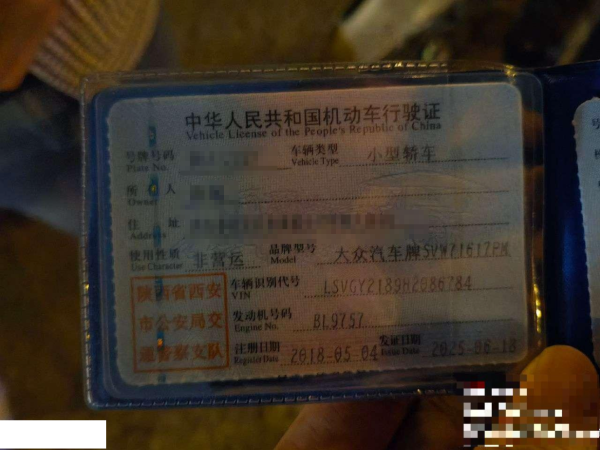 中华人民共和国机动车行驶证
Vehicle License of the People's Republic of China
号牌号码 车辆类型 小型轿车
Plate No. Vehicle Type
所有人
Owner
住址
Address
使用性质 非营运 品牌型号 大众汽车牌SVW71617PK
Use Character Model
陕西省西安
市公安局交
通警察支队
车辆识别代号 LSVGY2189H2086784
VIN
发动机号码 BL9757
Engine No.
注册日期 2018-05-04 发证日期 2025-06-18
Register Date Issue Date